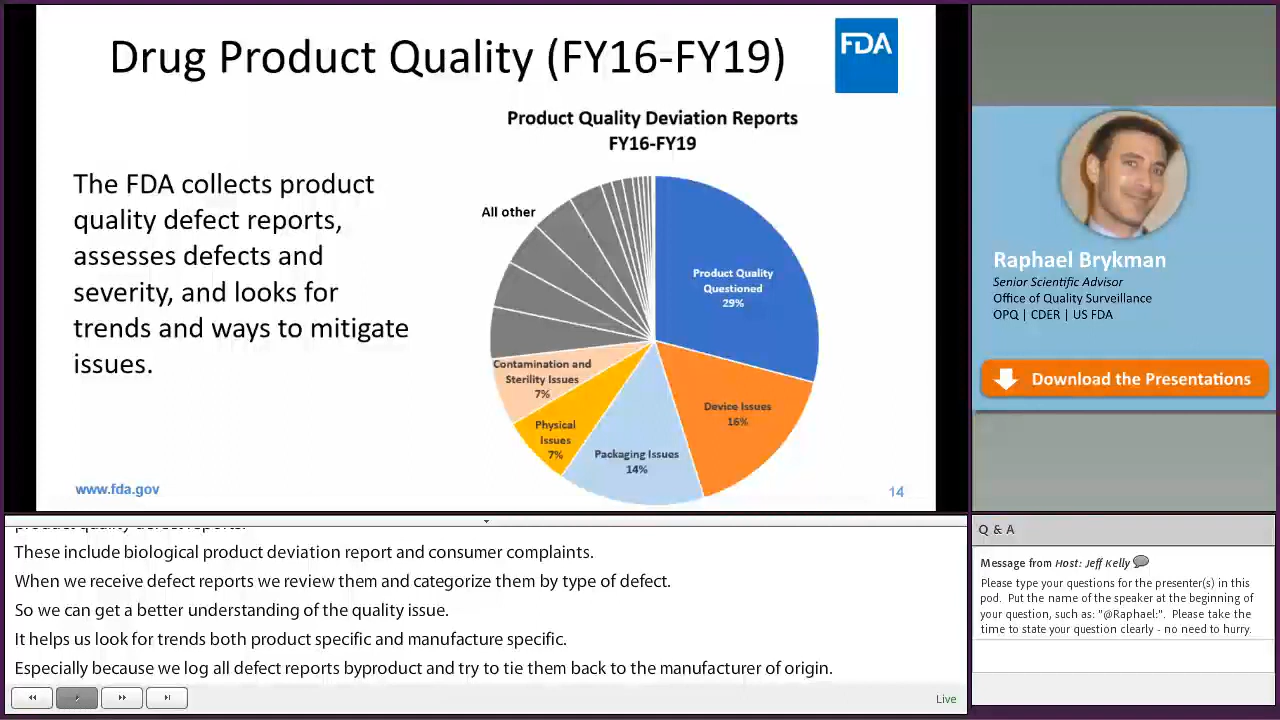 Drug Product Quality (FY16-FY19)
FDA
Product Quality Deviation Reports
FY16-FY19
The FDA collects product
quality defect reports,
assesses defects and
severity, and looks for
trends and ways to mitigate
issues.
All other
Product Quality
Questioned
29%
Device Issues
16%
Packaging Issues
14%
Physical
Issues
7%
Contamination and
Sterility Issues
7%
www.fda.gov
14
Raphael Brykman
Senior Scientific Advisor
Office of Quality Surveillance
OPQ | CDER | US FDA
Download the Presentations
product quality defect reports.
These include biological product deviation report and consumer complaints.
When we receive defect reports we review them and categorize them by type of defect.
So we can get a better understanding of the quality issue.
It helps us look for trends both product specific and manufacture specific.
Especially because we log all defect reports byproduct and try to tie them back to the manufacturer of origin.
Live
Q & A
Message from Host: Jeff Kelly
Please type your questions for the presenter(s) in this
pod. Put the name of the speaker at the beginning of
your question, such as: "@Raphael:". Please take the
time to state your question clearly - no need to hurry.